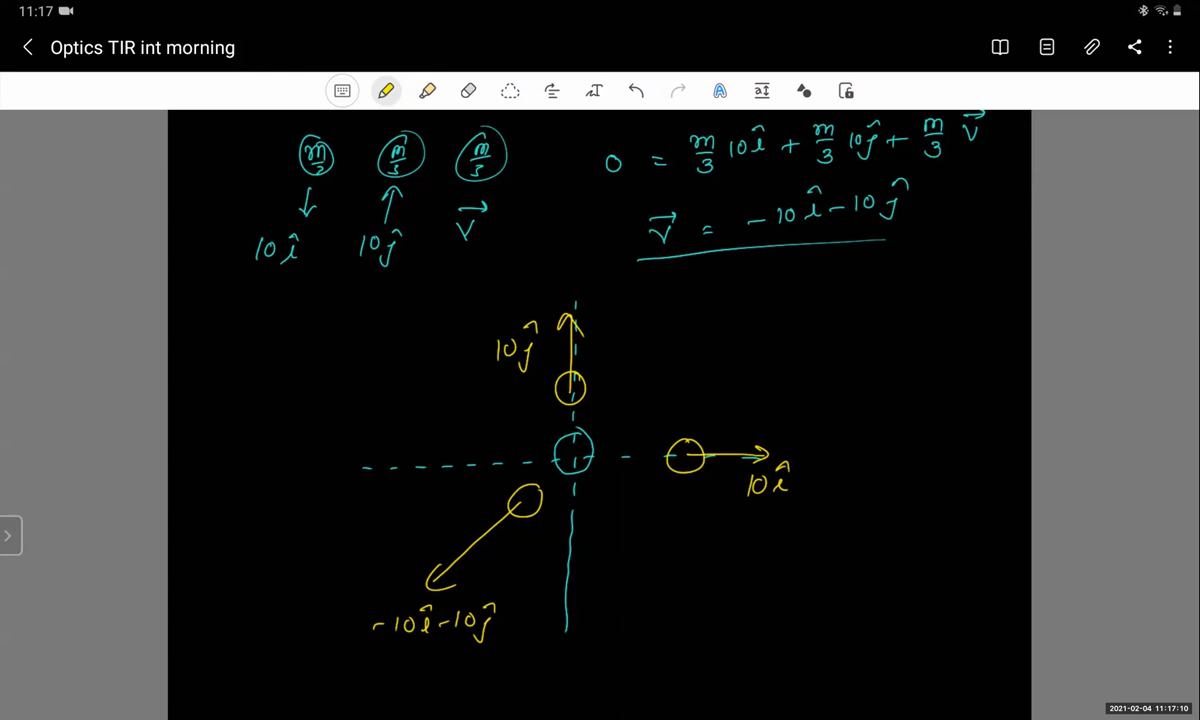 11:17
Optics TIR int morning
m/3 m/3 m/3
0 = m/3 10î + m/3 10ĵ + m/3 V⃗
10î 10ĵ V⃗
V⃗ = -10î - 10ĵ
10ĵ
10î
-10î-10ĵ
2021-02-04 11:17:10